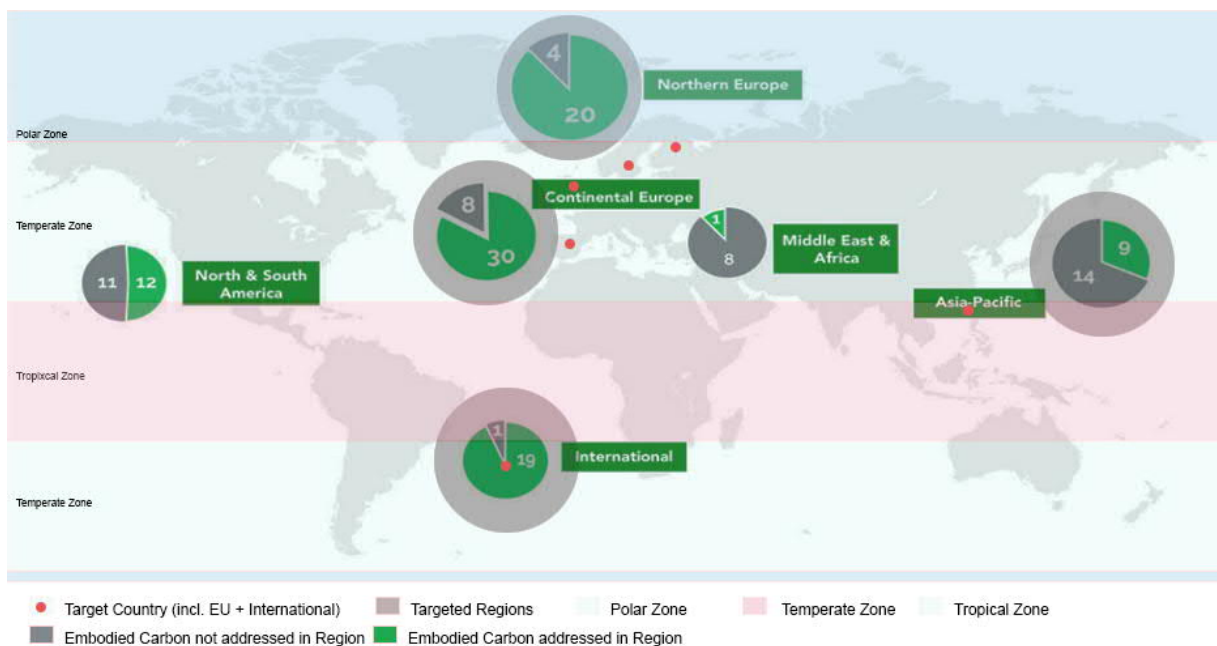 4
20
Northern Europe
Polar Zone
8
30
Continental Europe
Temperate Zone
1
8
Middle East &
Africa
11
12
North & South
America
9
14
Asia-Pacific
Tropixcal Zone
1
19
International
Temperate Zone
Target Country (incl. EU + International)
Targeted Regions
Polar Zone
Temperate Zone
Tropical Zone
Embodied Carbon not addressed in Region
Embodied Carbon addressed in Region